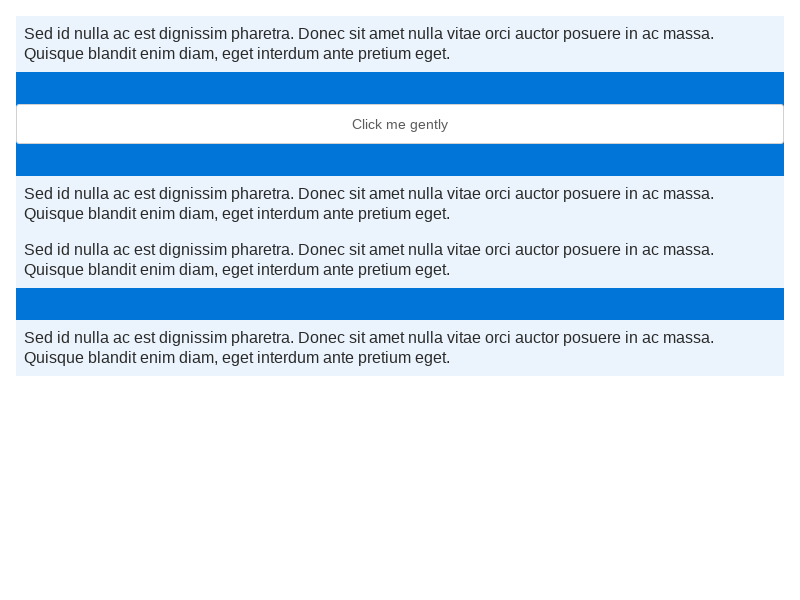 Sed id nulla ac est dignissim pharetra. Donec sit amet nulla vitae orci auctor posuere in ac massa.
Quisque blandit enim diam, eget interdum ante pretium eget.
Click me gently
Sed id nulla ac est dignissim pharetra. Donec sit amet nulla vitae orci auctor posuere in ac massa.
Quisque blandit enim diam, eget interdum ante pretium eget.
Sed id nulla ac est dignissim pharetra. Donec sit amet nulla vitae orci auctor posuere in ac massa.
Quisque blandit enim diam, eget interdum ante pretium eget.
Sed id nulla ac est dignissim pharetra. Donec sit amet nulla vitae orci auctor posuere in ac massa.
Quisque blandit enim diam, eget interdum ante pretium eget.